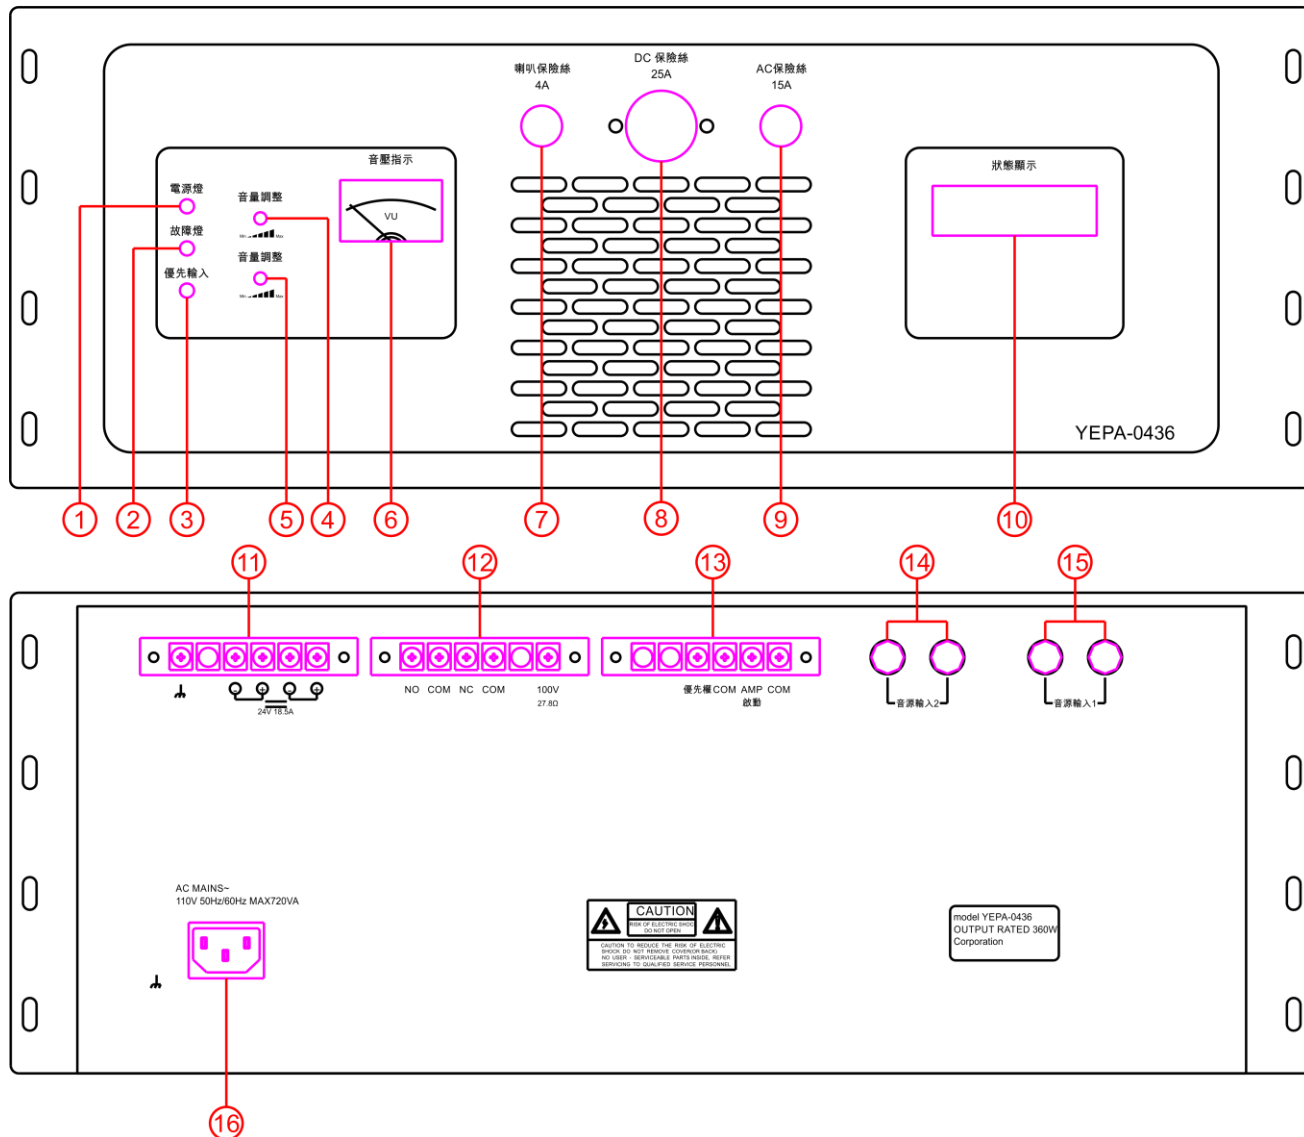 喇叭保險絲
4A
DC 保險絲
25A
AC保險絲
15A
音壓指示
電源燈
音量調整
VU
Min Max
故障燈
音量調整
優先輸入
Min Max
狀態顯示
YEPA-0436
1
2
3
5
4
6
7
8
9
10
11
12
13
14
15
NO COM NC COM 100V
27.8Ω
優先權 COM AMP COM
啟動
- + - +
24V 18.5A
音源輸入2
音源輸入1
AC MAINS~
110V 50Hz/60Hz MAX720VA
CAUTION
RISK OF ELECTRIC SHOC
DO NOT OPEN
CAUTION TO REDUCE THE RISK OF ELECTRIC
SHOCK DO NOT REMOVE COVER(OR BACK)
NO USER - SERVICEABLE PARTS INSIDE, REFER
SERVICING TO QUALIFIED SERVICE PERSONNEL
model YEPA-0436
OUTPUT RATED 360W
Corporation
16